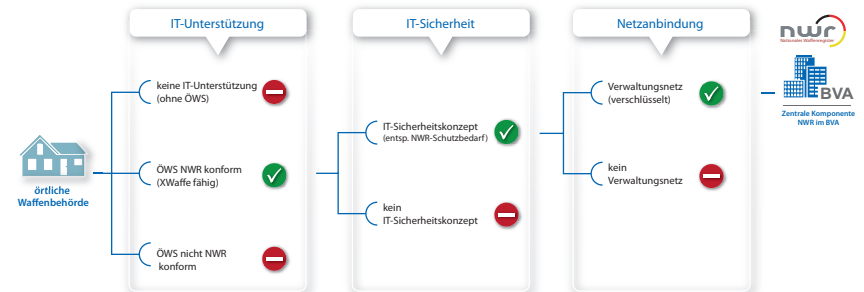 IT-Unterstützung
IT-Sicherheit
Netzanbindung
nwr
Nationales Waffenregister
keine IT-Unterstützung
(ohne ÖWS)
ÖWS NWR konform
(XWaffe fähig)
ÖWS nicht NWR
konform
örtliche
Waffenbehörde
IT-Sicherheitskonzept
(entsp. NWR-Schutzbedarf)
kein
IT-Sicherheitskonzept
Verwaltungsnetz
(verschlüsselt)
kein
Verwaltungsnetz
BVA
Zentrale Komponente
NWR im BVA